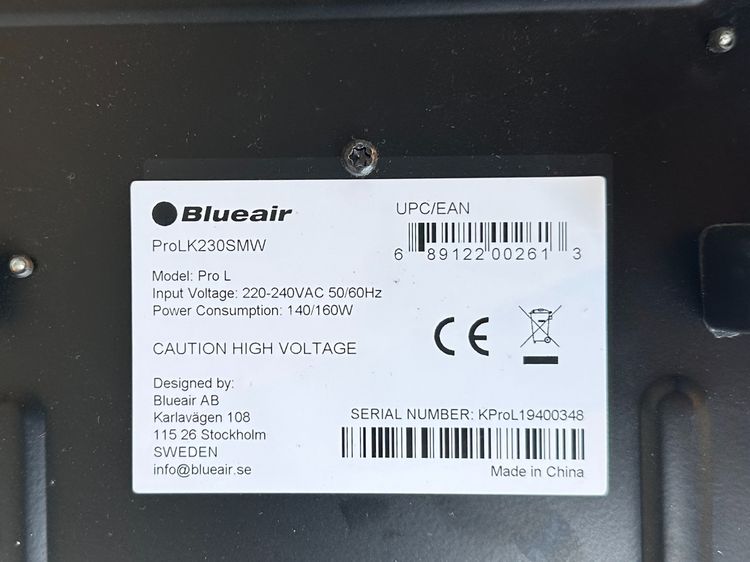 Blueair
ProLK230SMW
Model: Pro L
Input Voltage: 220-240VAC 50/60Hz
Power Consumption: 140/160W
CAUTION HIGH VOLTAGE
Designed by:
Blueair AB
Karlavägen 108
115 26 Stockholm
SWEDEN
info@blueair.se
UPC/EAN
6 89122 00261 3
CE
SERIAL NUMBER: KProL19400348
Made in China